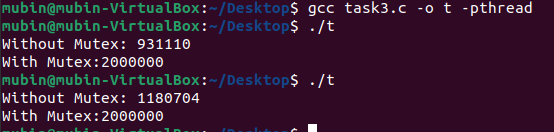 mubin@mubin-VirtualBox:~/Desktop$ gcc task3.c -o t -pthread
mubin@mubin-VirtualBox:~/Desktop$ ./t
Without Mutex: 931110
With Mutex:2000000
mubin@mubin-VirtualBox:~/Desktop$ ./t
Without Mutex: 1180704
With Mutex:2000000
mubin@mubin-VirtualBox:~/Desktop$